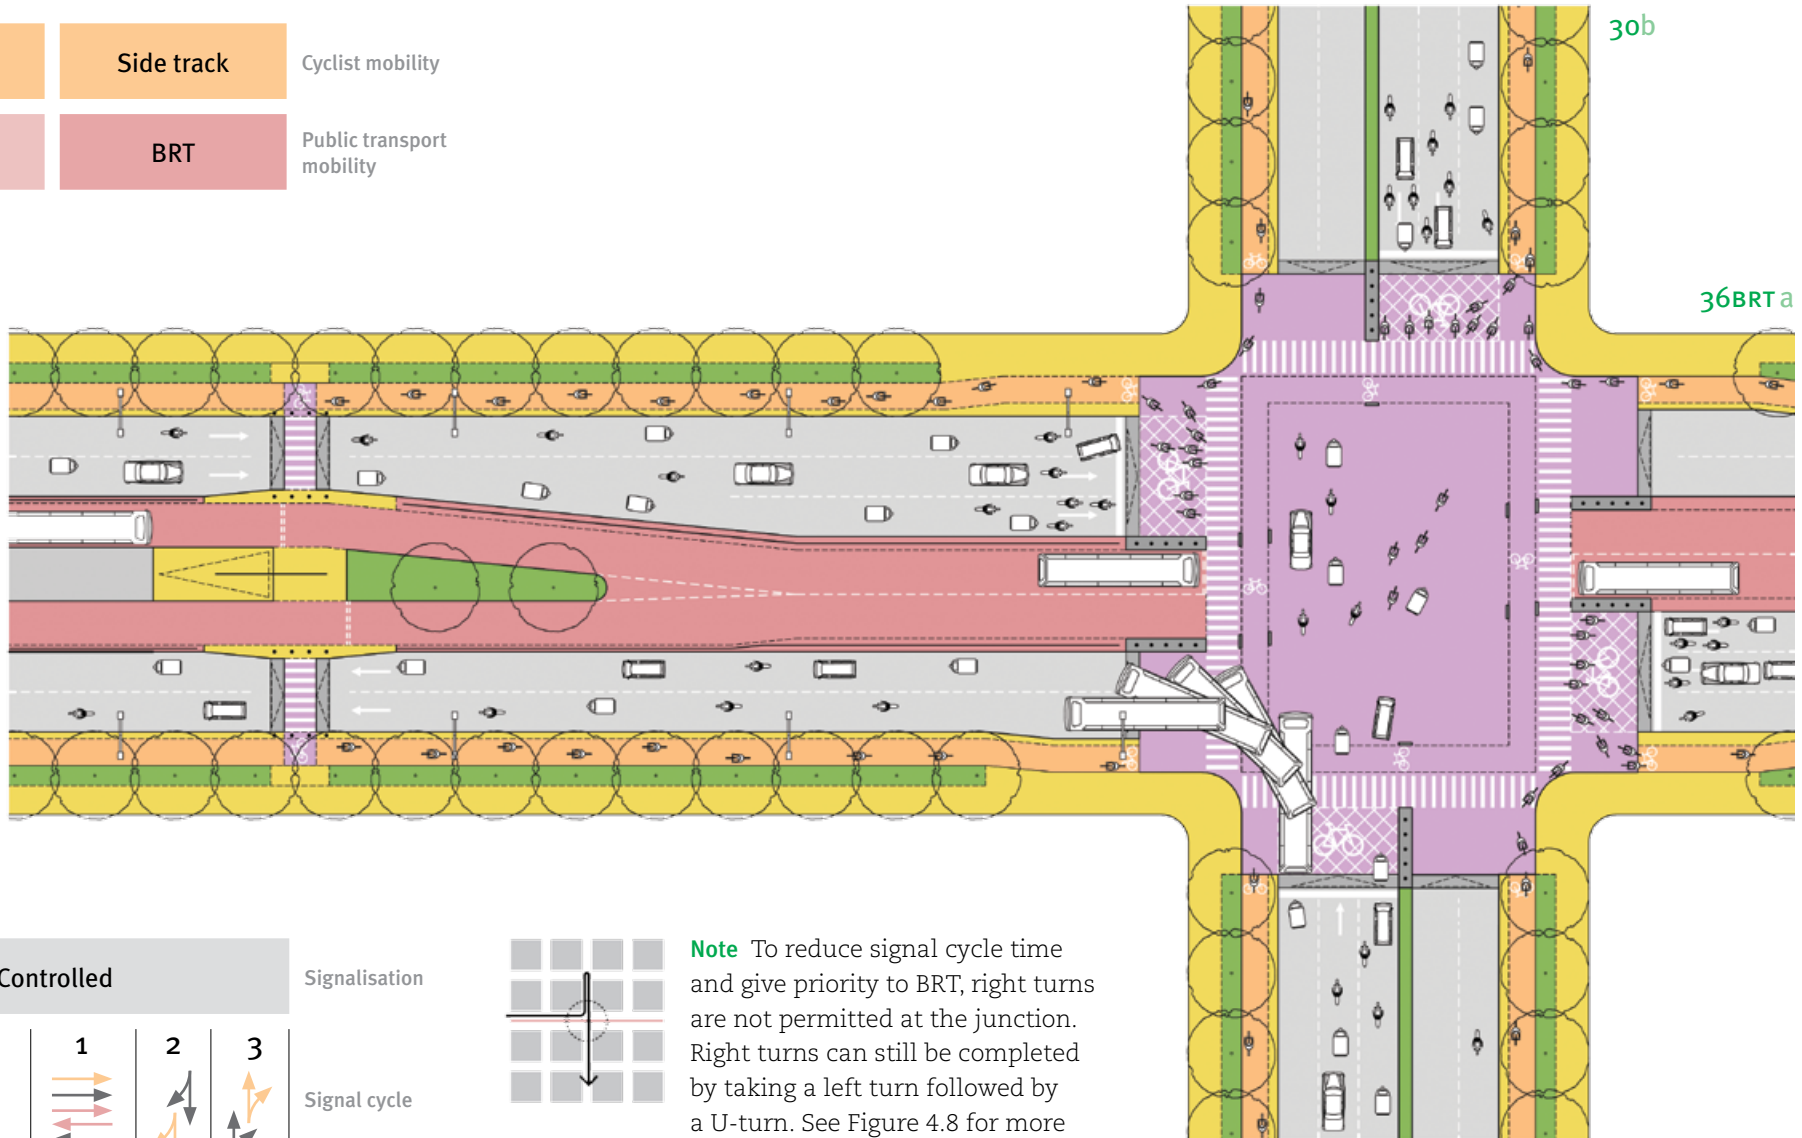 30b
Side track
Cyclist mobility
BRT
Public transport
mobility
36BRT a
Controlled
Signalisation
1 2 3
Signal cycle
Note To reduce signal cycle time
and give priority to BRT, right turns
are not permitted at the junction.
Right turns can still be completed
by taking a left turn followed by
a U-turn. See Figure 4.8 for more